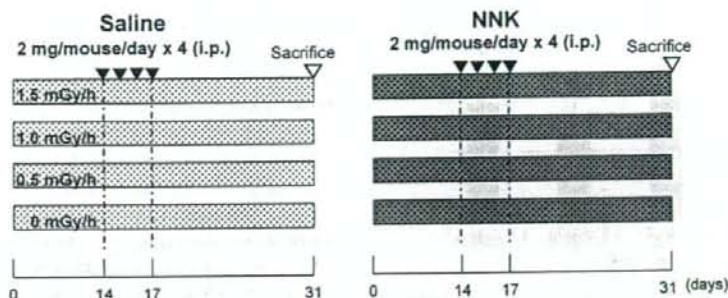 Saline
2 mg/mouse/day x 4 (i.p.)
Sacrifice
1.5 mGy/h
1.0 mGy/h
0.5 mGy/h
0 mGy/h
0 14 17 31
NNK
2 mg/mouse/day x 4 (i.p.)
Sacrifice
0 14 17 31 (days)